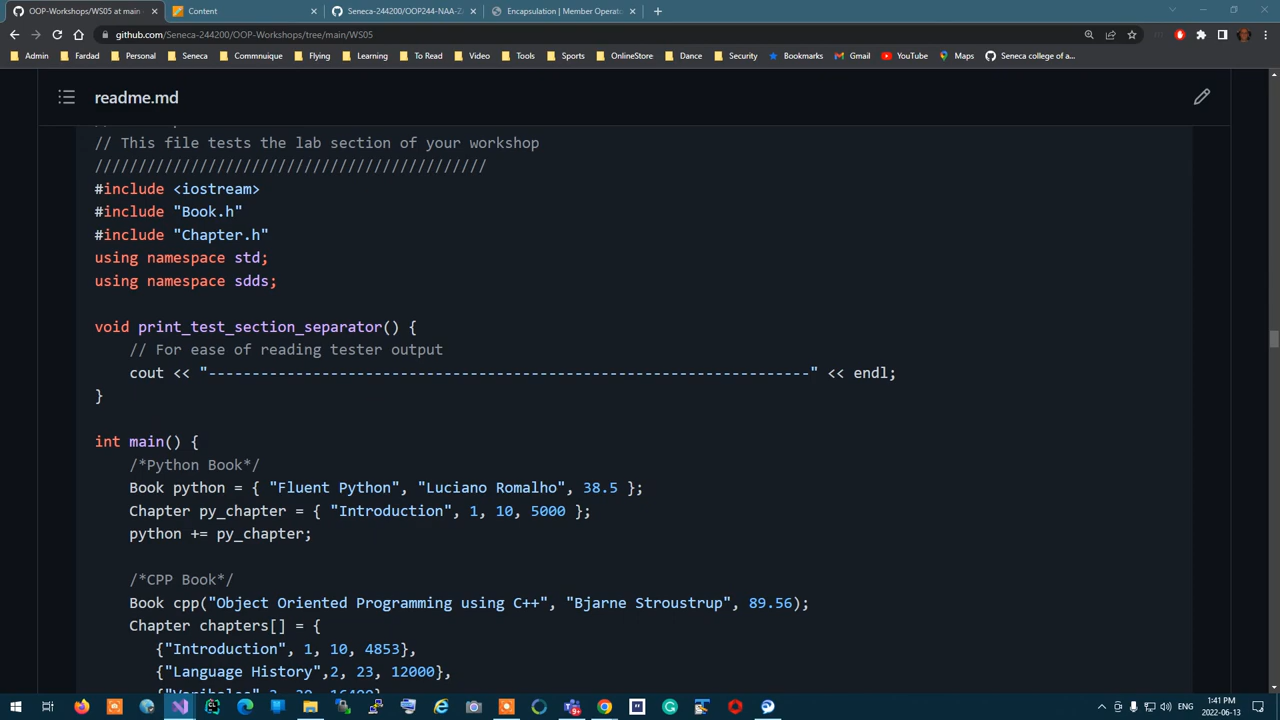 OOP-Workshops/WS05 at main ·
Content
Seneca-244200/OOP244-NAA-Z
Encapsulation | Member Operato
github.com/Seneca-244200/OOP-Workshops/tree/main/WS05
Admin Fardad Personal Seneca Commnuique Flying Learning To Read Video Tools Sports OnlineStore Dance Security Bookmarks Gmail YouTube Maps Seneca college of a...
readme.md
// This file tests the lab section of your workshop
/////////////////////////////////////////////
#include <iostream>
#include "Book.h"
#include "Chapter.h"
using namespace std;
using namespace sdds;
void print_test_section_separator() {
// For ease of reading tester output
cout << "---------------------------------------------------------------------" << endl;
}
int main() {
/*Python Book*/
Book python = { "Fluent Python", "Luciano Romalho", 38.5 };
Chapter py_chapter = { "Introduction", 1, 10, 5000 };
python += py_chapter;
/*CPP Book*/
Book cpp("Object Oriented Programming using C++", "Bjarne Stroustrup", 89.56);
Chapter chapters[] = {
{"Introduction", 1, 10, 4853},
{"Language History",2, 23, 12000},
ENG
1:41 PM
2022-06-13